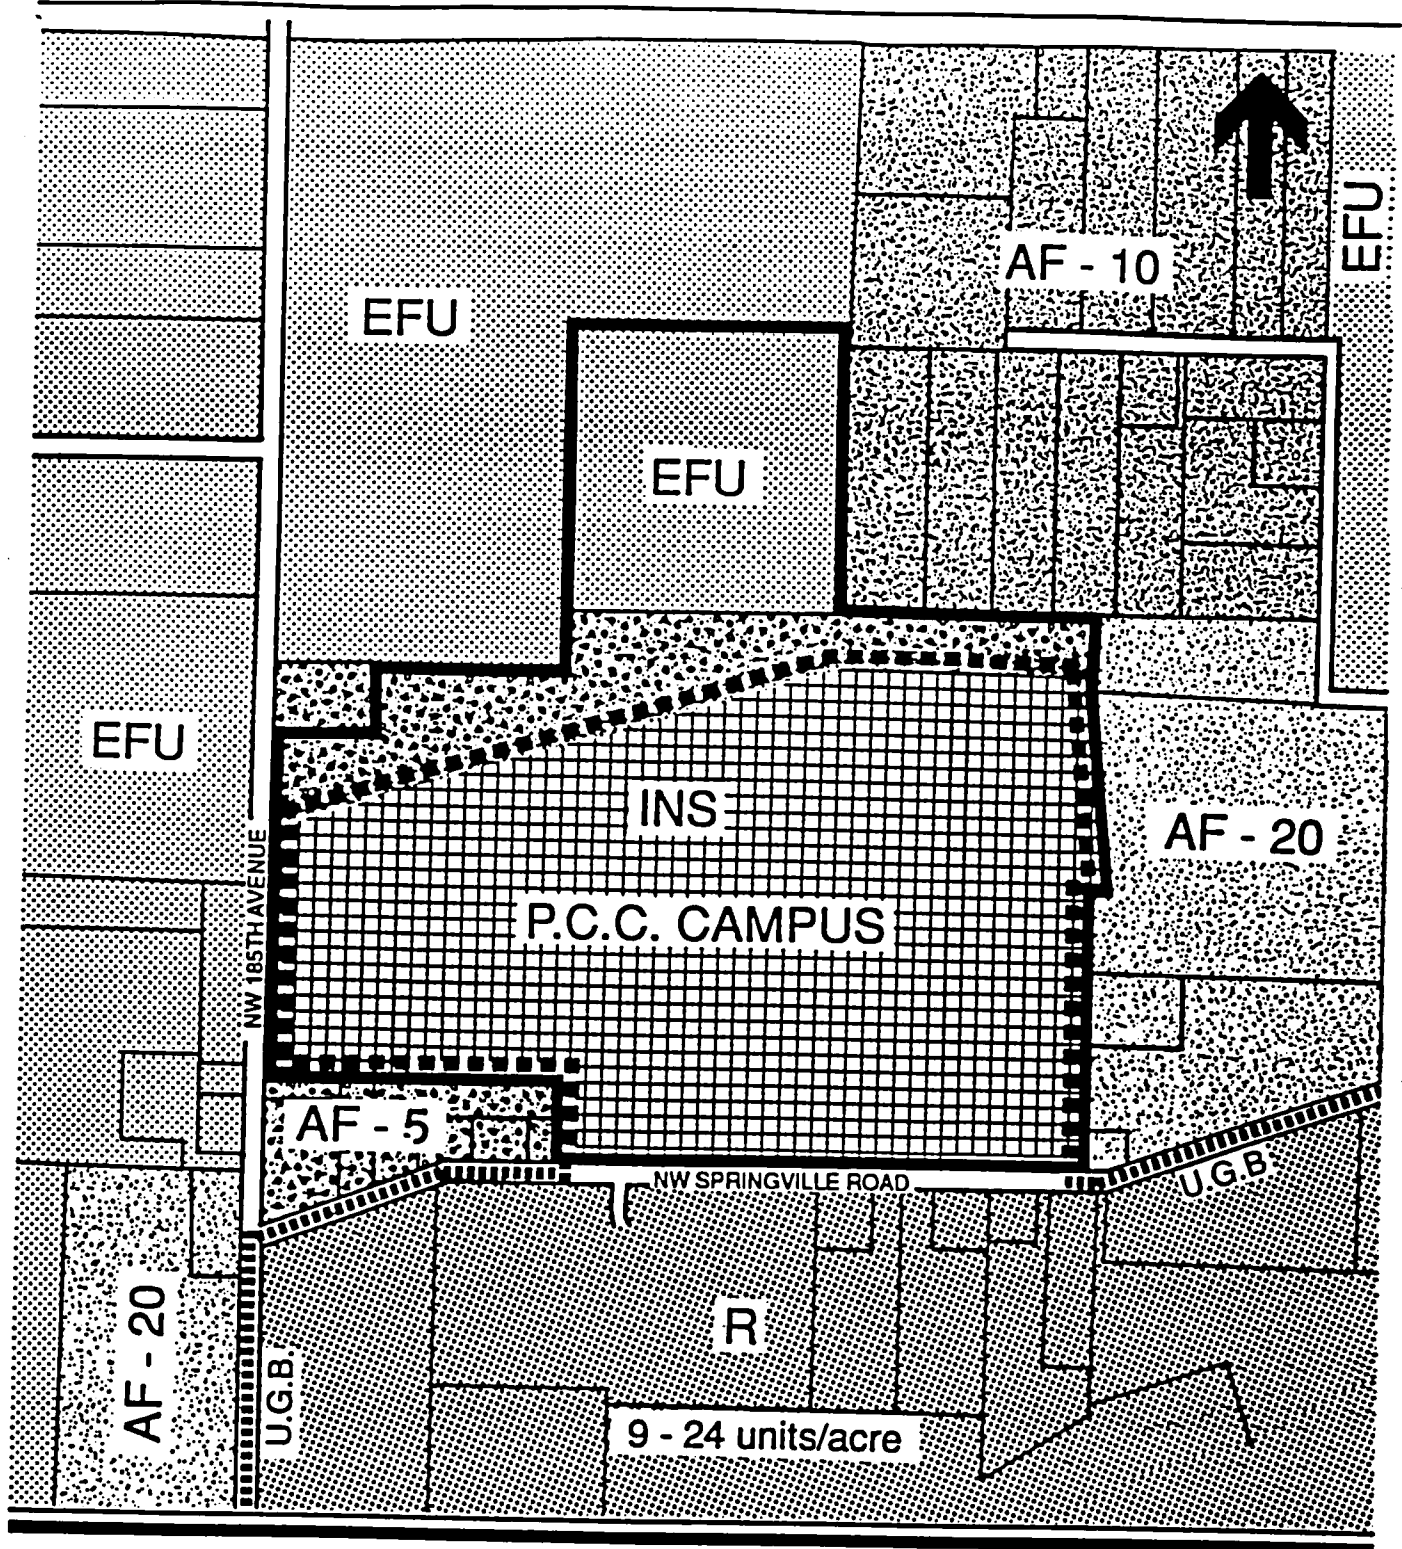 EFU
AF - 10
EFU
EFU
EFU
INS
AF - 20
P.C.C. CAMPUS
NW 185TH AVENUE
AF - 5
NW SPRINGVILLE ROAD
U.G.B
AF - 20
U.G.B
R
9 - 24 units/acre